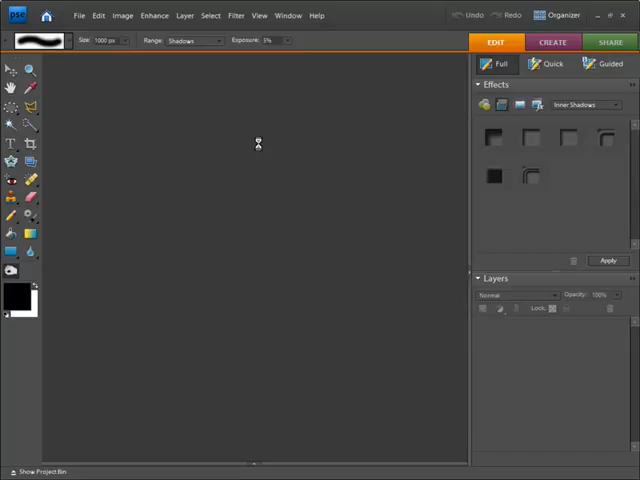 pse File Edit Image Enhance Layer Select Filter View Window Help Undo Redo Organizer
Size: 1000 px Range: Shadows Exposure: 5% EDIT CREATE SHARE
Full Quick Guided
Effects
Inner Shadows
T
Apply
Layers
Normal Opacity: 100%
Lock:
Show Project Bin